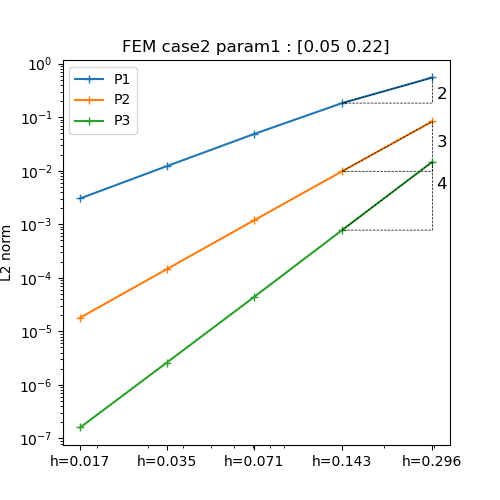 FEM case2 param1 : [0.05 0.22]
P1
P2
P3
10⁰
10⁻¹
10⁻²
10⁻³
10⁻⁴
10⁻⁵
10⁻⁶
10⁻⁷
L2 norm
2
3
4
h=0.017 h=0.035 h=0.071 h=0.143 h=0.296